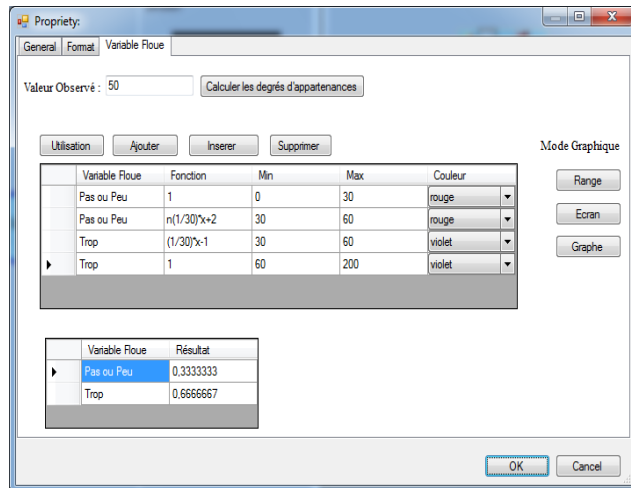 Propriety:
General Format Variable Floue
Valeur Observé : 50 Calculer les degrés d'appartenances
Utilisation Ajouter Inserer Supprimer Mode Graphique
Variable Floue Fonction Min Max Couleur
Pas ou Peu 1 0 30 rouge
Pas ou Peu n(1/30)*x+2 30 60 rouge
Trop (1/30)*x-1 30 60 violet
Trop 1 60 200 violet
Range
Ecran
Graphe
Variable Floue Résultat
Pas ou Peu 0,3333333
Trop 0,6666667
OK Cancel